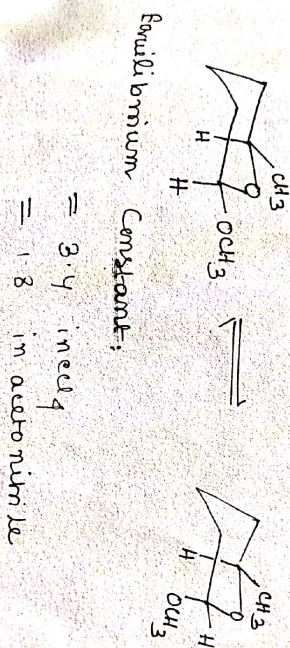 CH3
O
H
OCH3
H
CH3
O
H
H
OCH3
Equilibrium Constant:
= 3.4 in ccl4
= 1.8 in acetonitrile